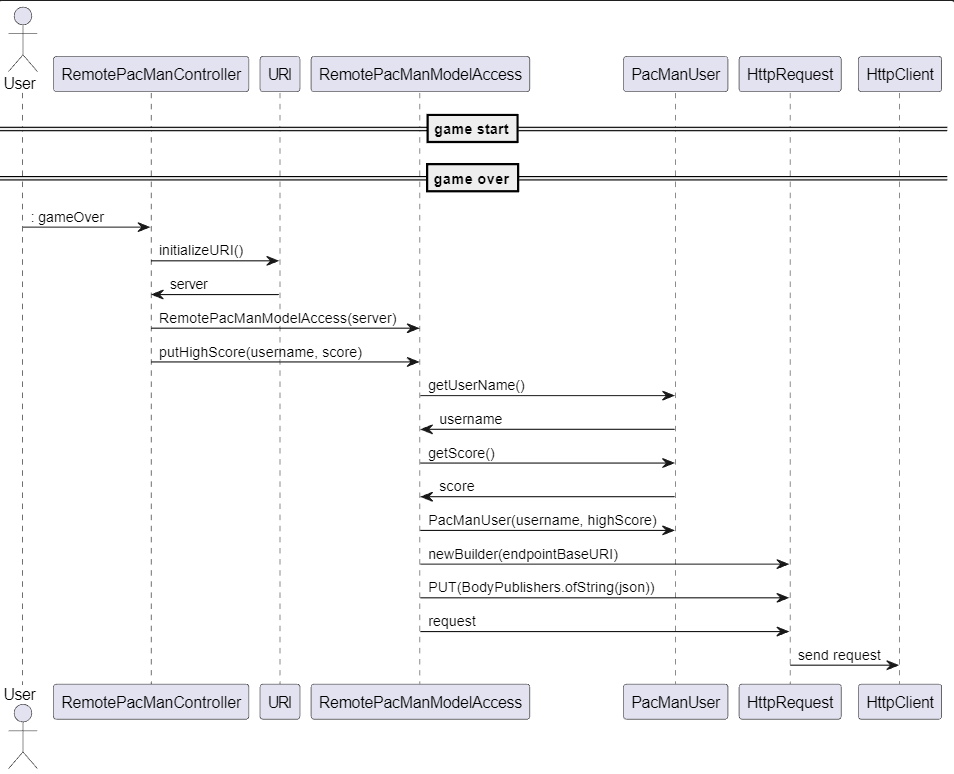 User
RemotePacManController
URI
RemotePacManModelAccess
PacManUser
HttpRequest
HttpClient
game start
game over
: gameOver
initializeURI()
server
RemotePacManModelAccess(server)
putHighScore(username, score)
getUserName()
username
getScore()
score
PacManUser(username, highScore)
newBuilder(endpointBaseURI)
PUT(BodyPublishers.ofString(json))
request
send request
User
RemotePacManController
URI
RemotePacManModelAccess
PacManUser
HttpRequest
HttpClient